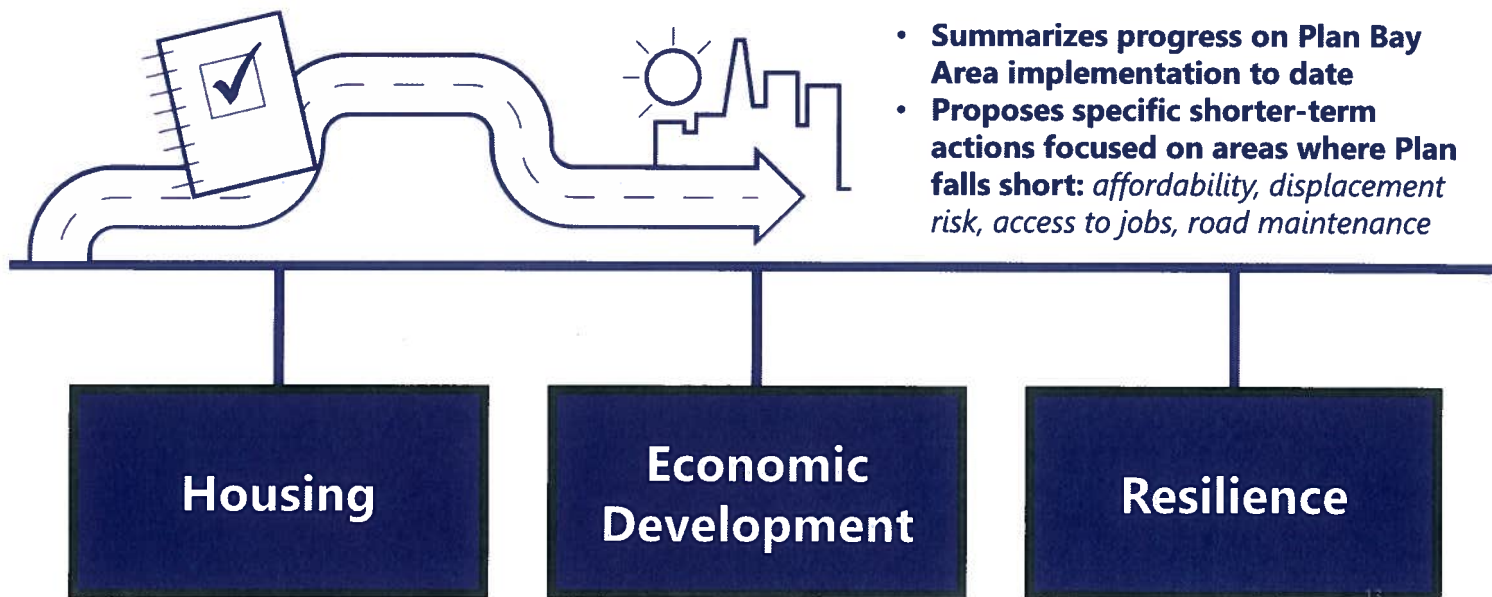 • Summarizes progress on Plan Bay
Area implementation to date
• Proposes specific shorter-term
actions focused on areas where Plan
falls short: affordability, displacement
risk, access to jobs, road maintenance
Housing
Economic
Development
Resilience
13